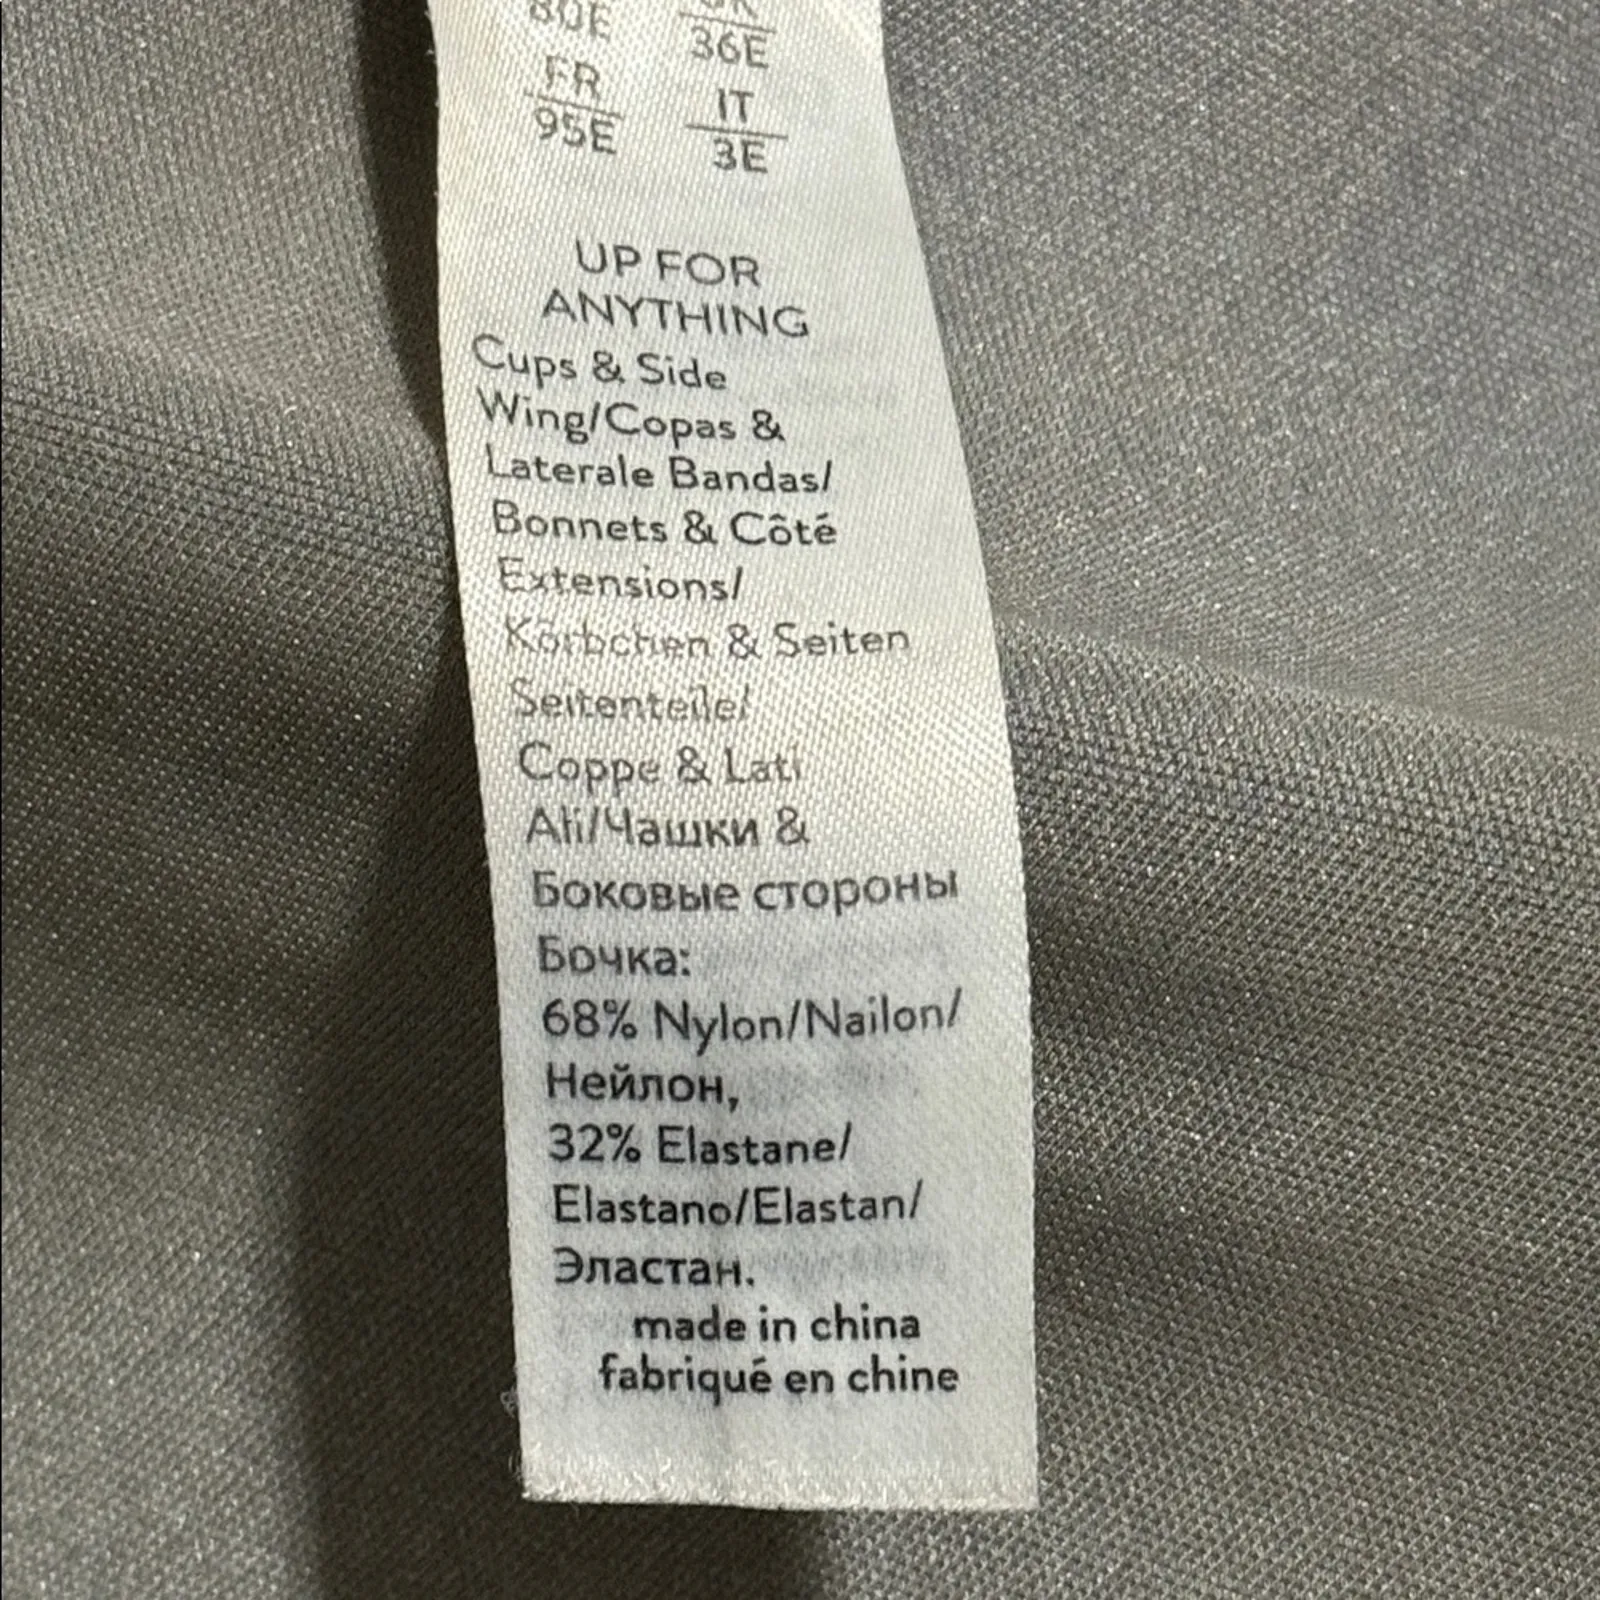 80E 36E
FR IT
95E 3E
UP FOR
ANYTHING
Cups & Side
Wing/Copas &
Laterale Bandas/
Bonnets & Côté
Extensions/
Körbchen & Seiten
Seitenteile/
Coppe & Lati
Ali/Чашки &
Боковые стороны
Бочка:
68% Nylon/Nailon/
Нейлон,
32% Elastane/
Elastano/Elastan/
Эластан.
made in china
fabriqué en chine